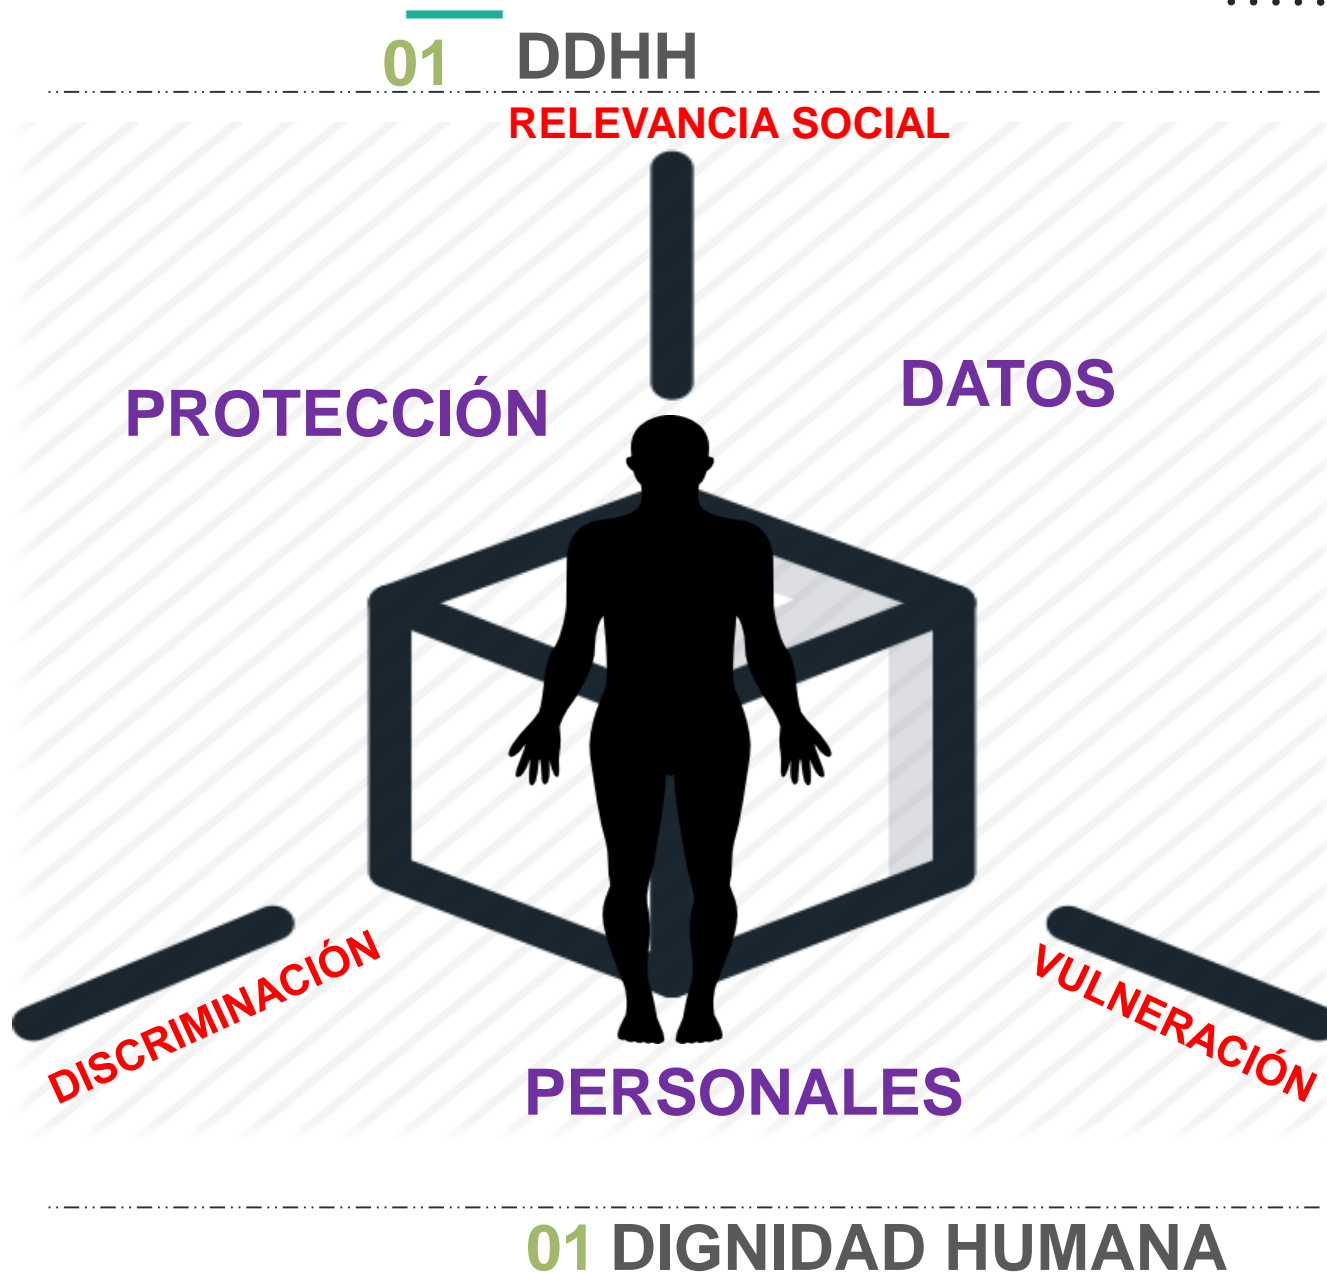 01 DDHH
RELEVANCIA SOCIAL
PROTECCIÓN
DATOS
DISCRIMINACIÓN
VULNERACIÓN
PERSONALES
01 DIGNIDAD HUMANA